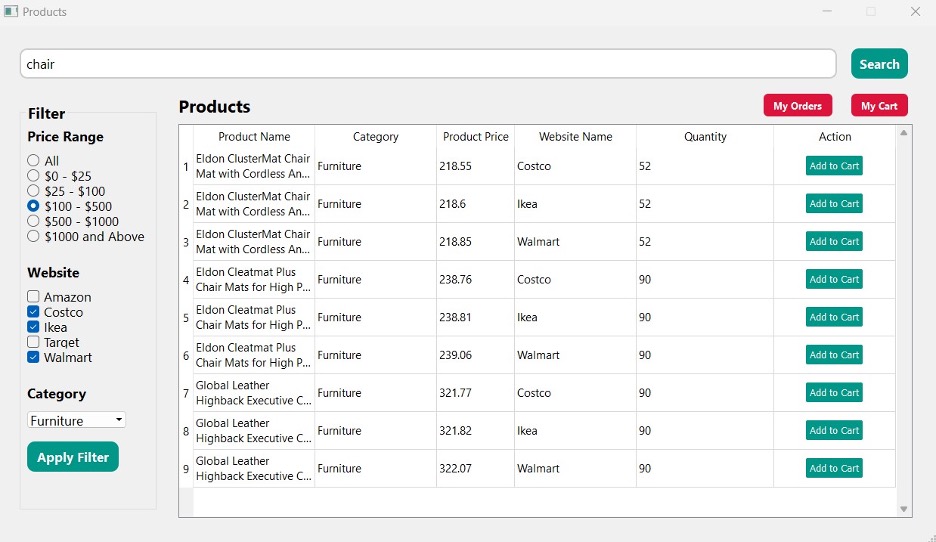 Products
chair
Search
Filter
Products
My Orders
My Cart
Price Range
All
$0 - $25
$25 - $100
$100 - $500
$500 - $1000
$1000 and Above
Website
Amazon
Costco
Ikea
Target
Walmart
Category
Furniture
Apply Filter
Product Name Category Product Price Website Name Quantity Action
1 Eldon ClusterMat Chair Mat with Cordless An... Furniture 218.55 Costco 52 Add to Cart
2 Eldon ClusterMat Chair Mat with Cordless An... Furniture 218.6 Ikea 52 Add to Cart
3 Eldon ClusterMat Chair Mat with Cordless An... Furniture 218.85 Walmart 52 Add to Cart
4 Eldon Cleatmat Plus Chair Mats for High P... Furniture 238.76 Costco 90 Add to Cart
5 Eldon Cleatmat Plus Chair Mats for High P... Furniture 238.81 Ikea 90 Add to Cart
6 Eldon Cleatmat Plus Chair Mats for High P... Furniture 239.06 Walmart 90 Add to Cart
7 Global Leather Highback Executive C... Furniture 321.77 Costco 90 Add to Cart
8 Global Leather Highback Executive C... Furniture 321.82 Ikea 90 Add to Cart
9 Global Leather Highback Executive C... Furniture 322.07 Walmart 90 Add to Cart